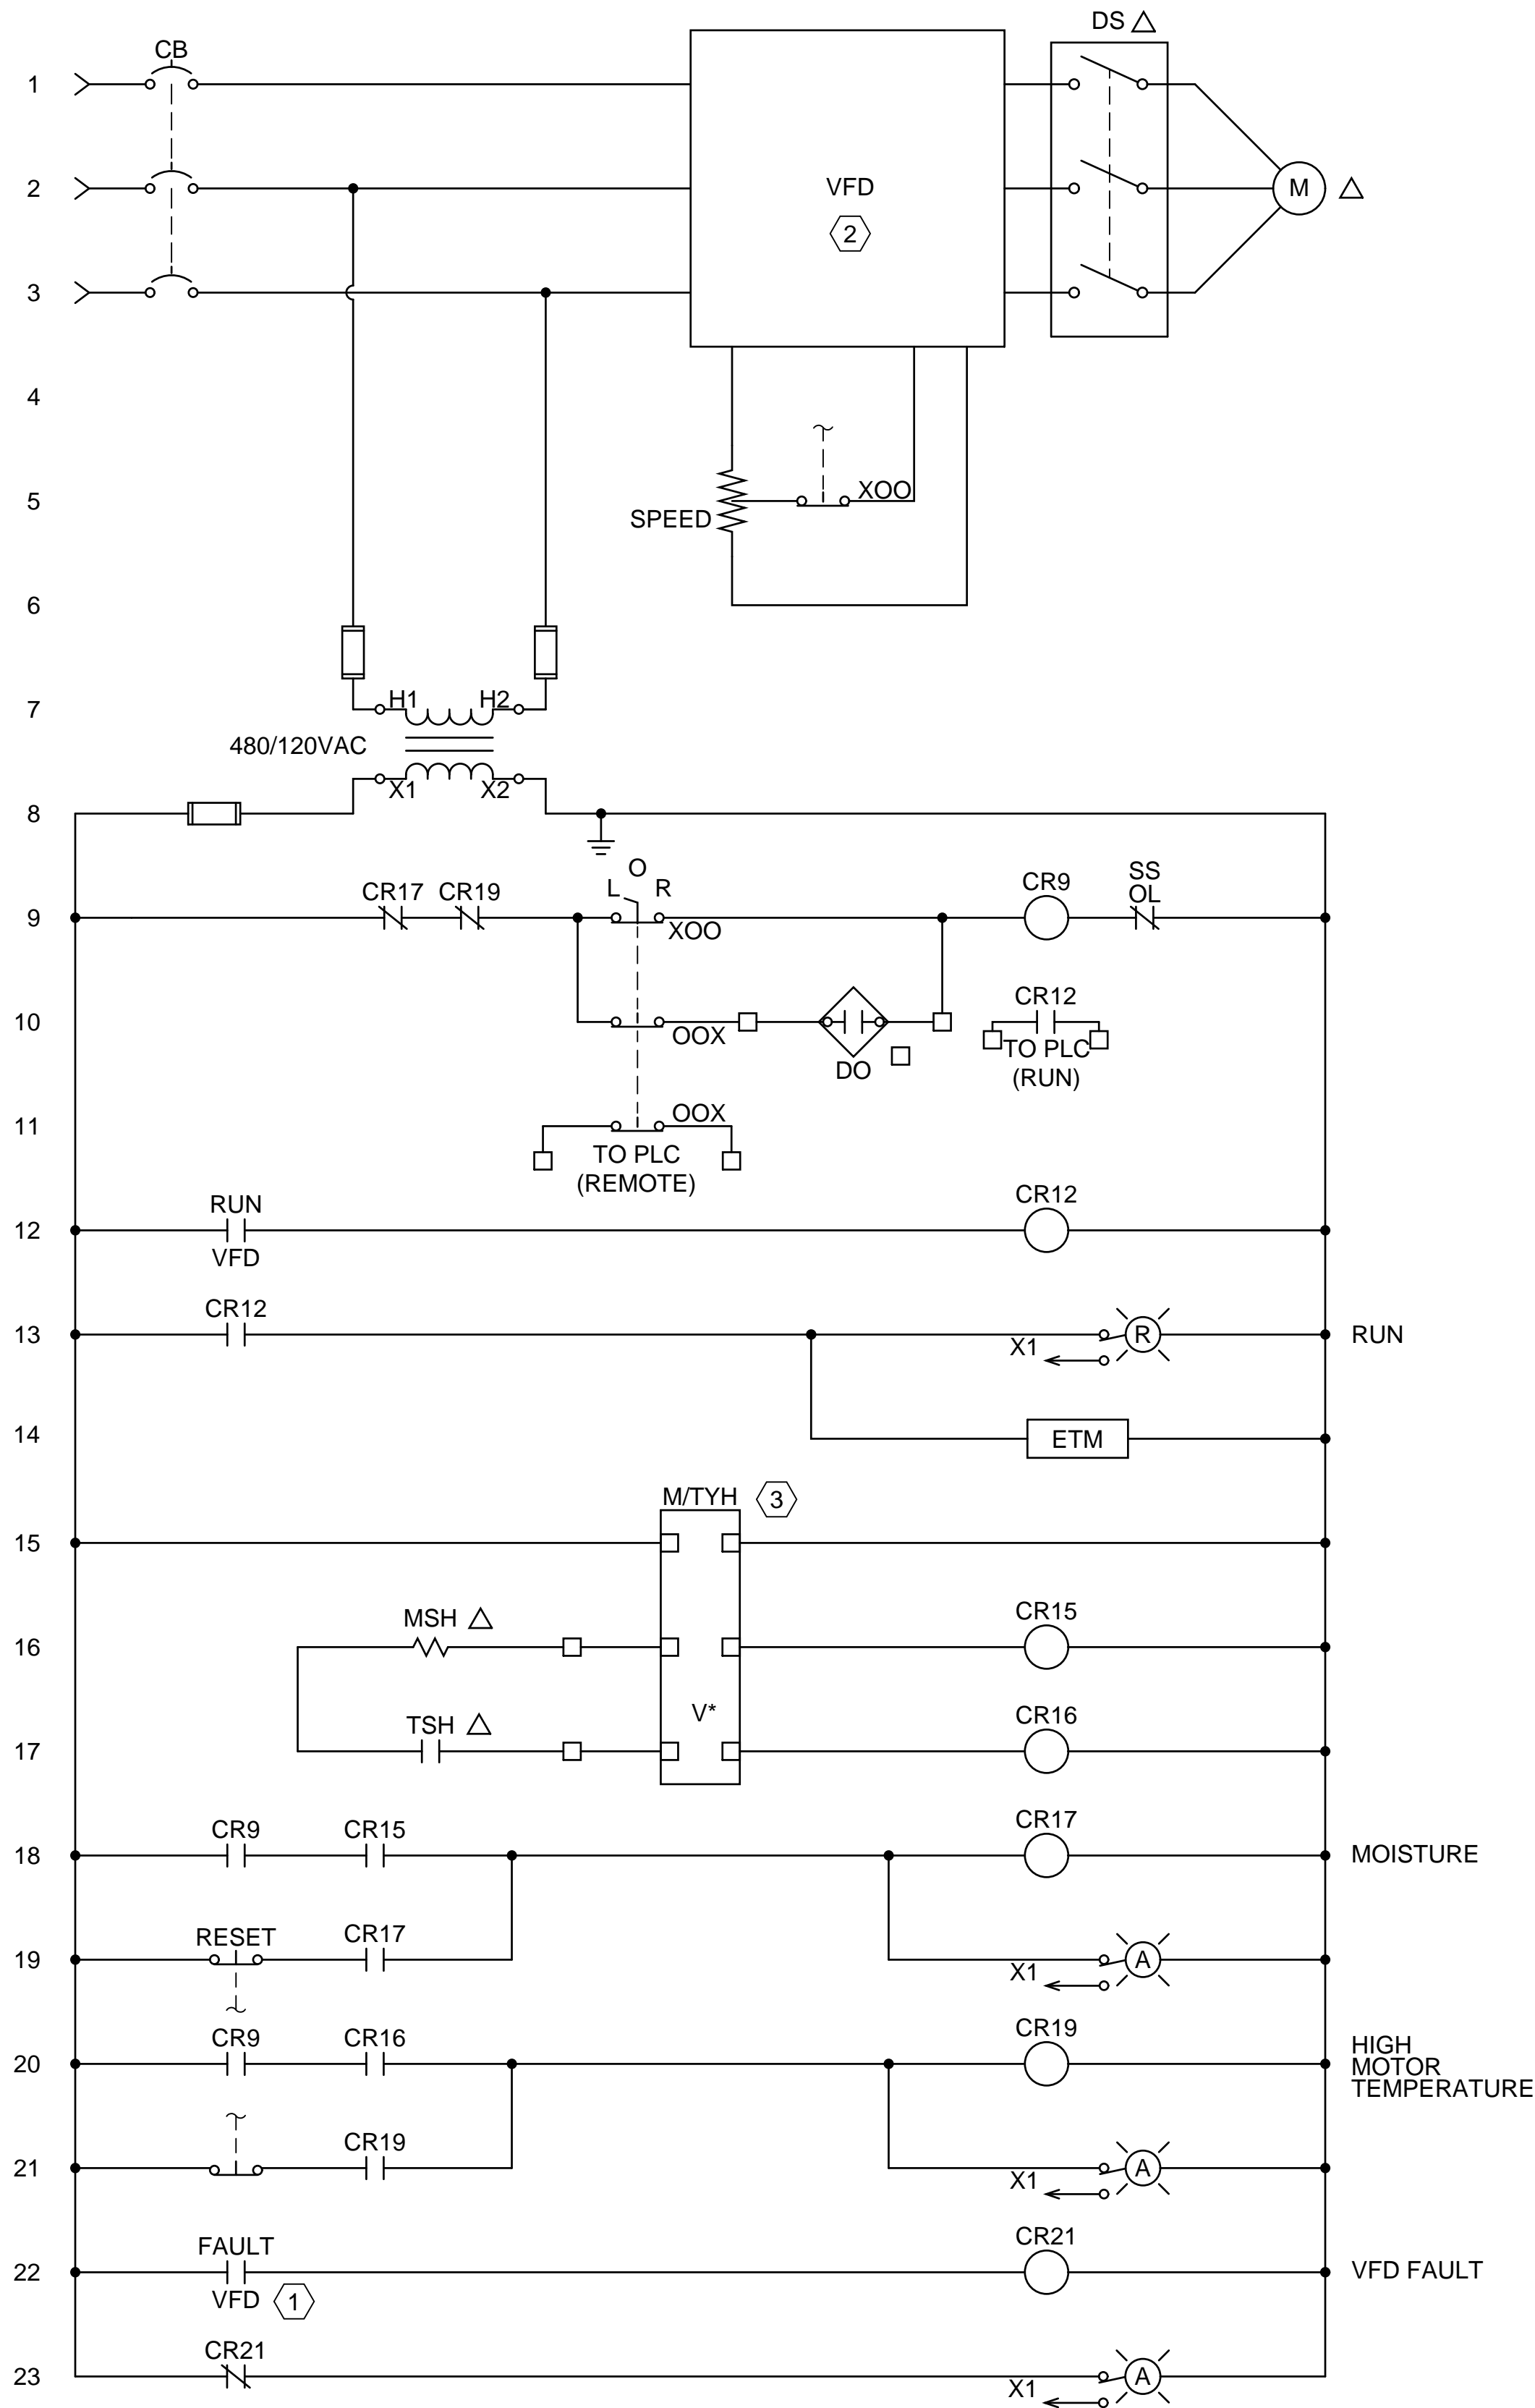 DS
CB
1
2
VFD
M
2
3
4
XOO
5
SPEED
6
H1 H2
7
480/120VAC
X1 X2
8
O
L R
CR17 CR19
CR9
SS
OL
9
XOO
CR12
10
OOX
DO
TO PLC
(RUN)
11
OOX
TO PLC
(REMOTE)
RUN
CR12
12
VFD
CR12
13
X1
R
RUN
14
ETM
M/TYH
3
15
MSH
CR15
16
V*
TSH
CR16
17
CR9 CR15
CR17
18
MOISTURE
RESET
CR17
19
X1
A
CR9 CR16
CR19
20
HIGH
MOTOR
TEMPERATURE
CR19
21
X1
A
FAULT
CR21
22
VFD
1
VFD FAULT
CR21
23
X1
A